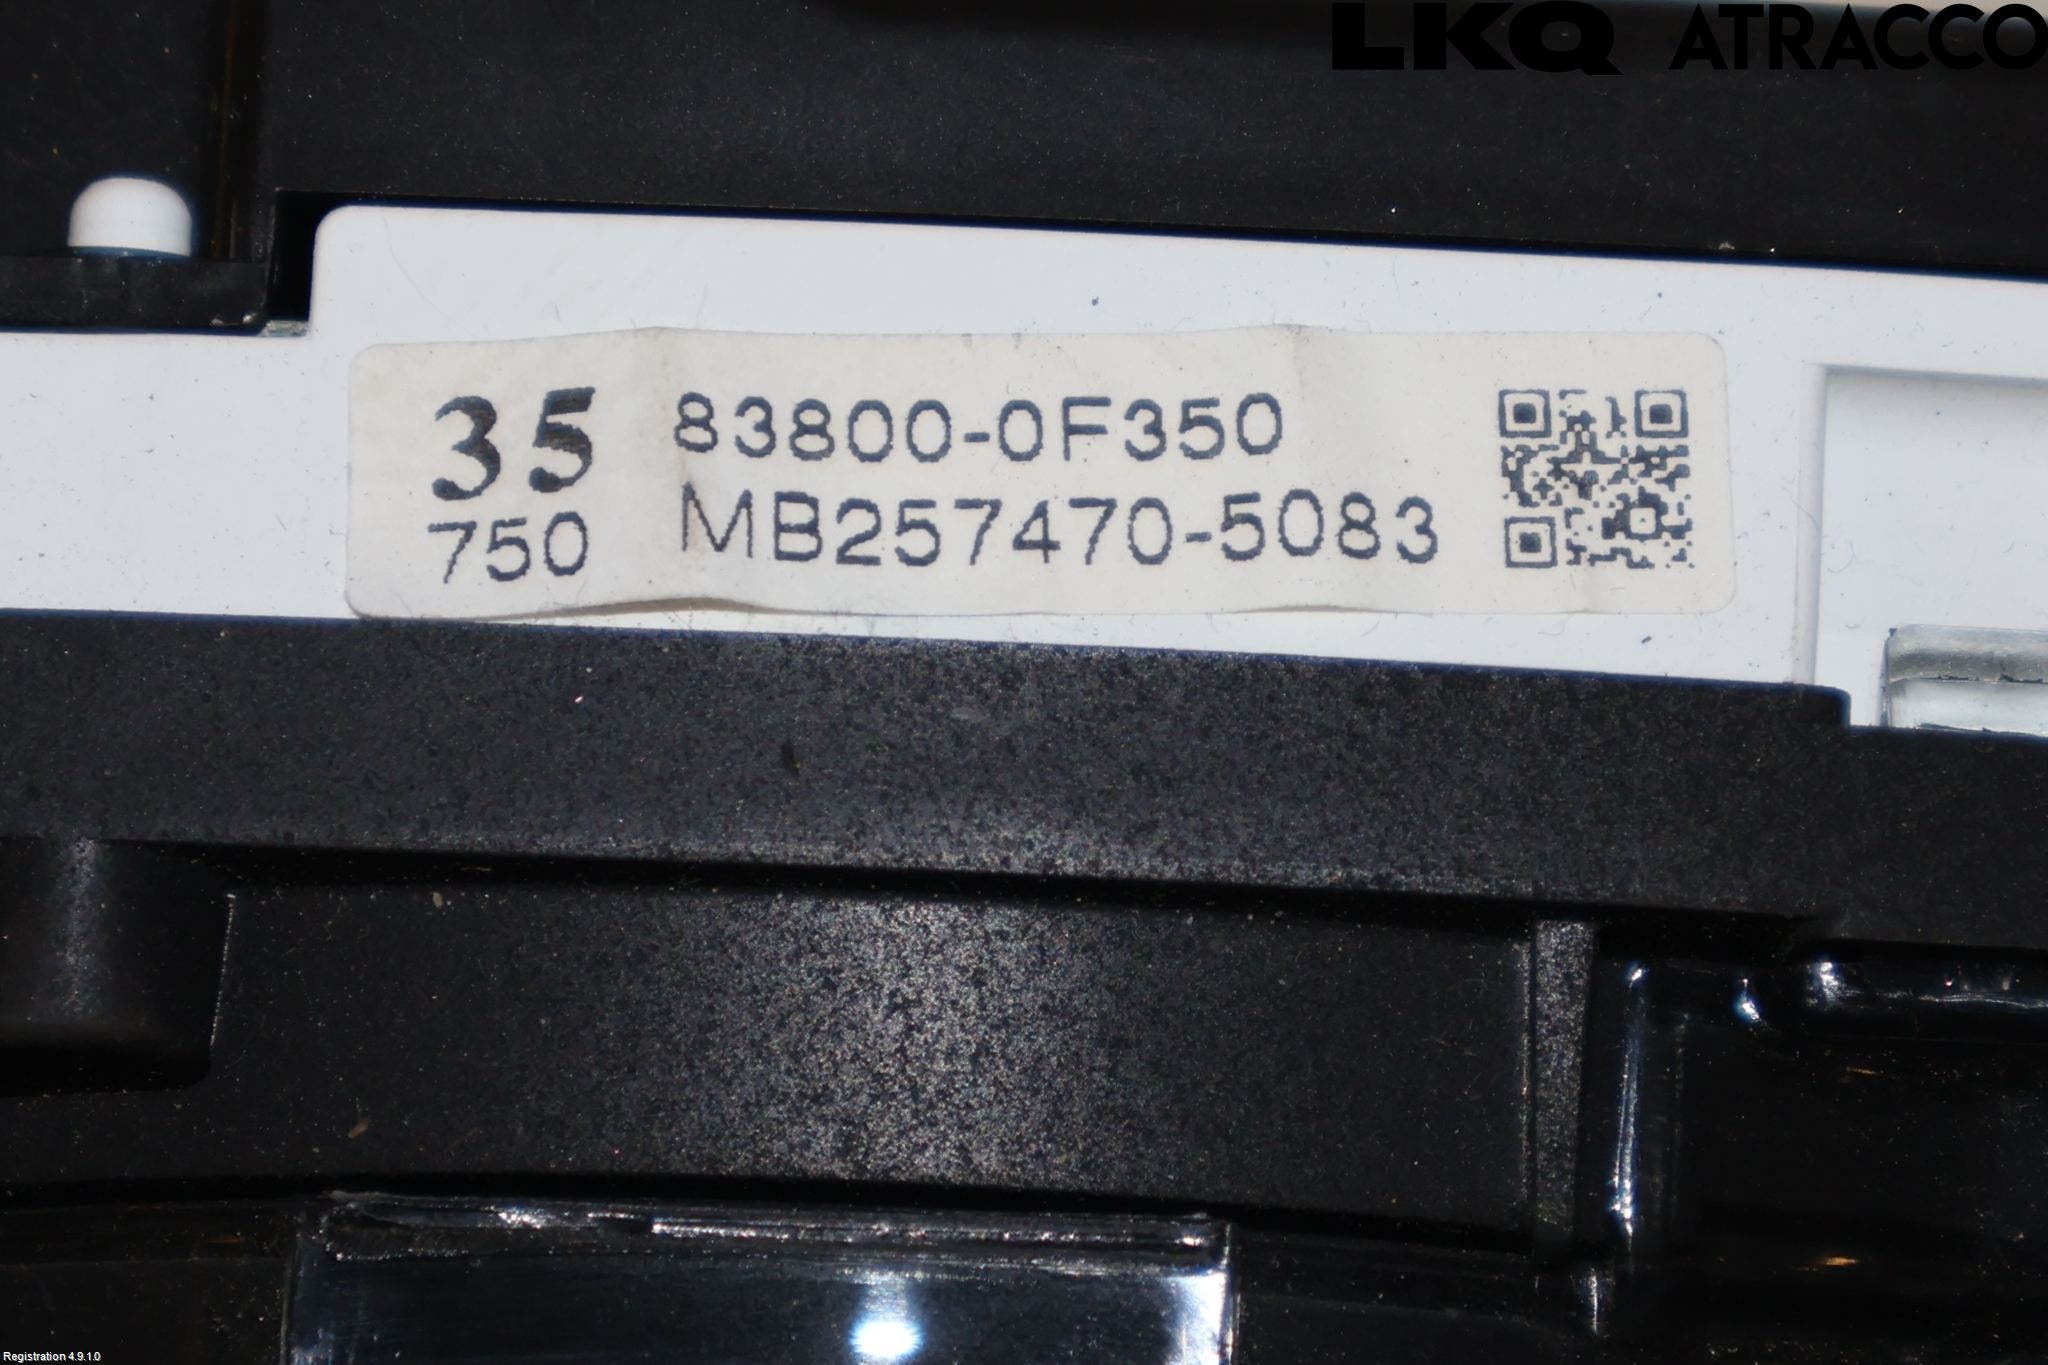 LKQ ATRACCO
35 83800-0F350
750 MB257470-5083
Registration 4.9.1.0